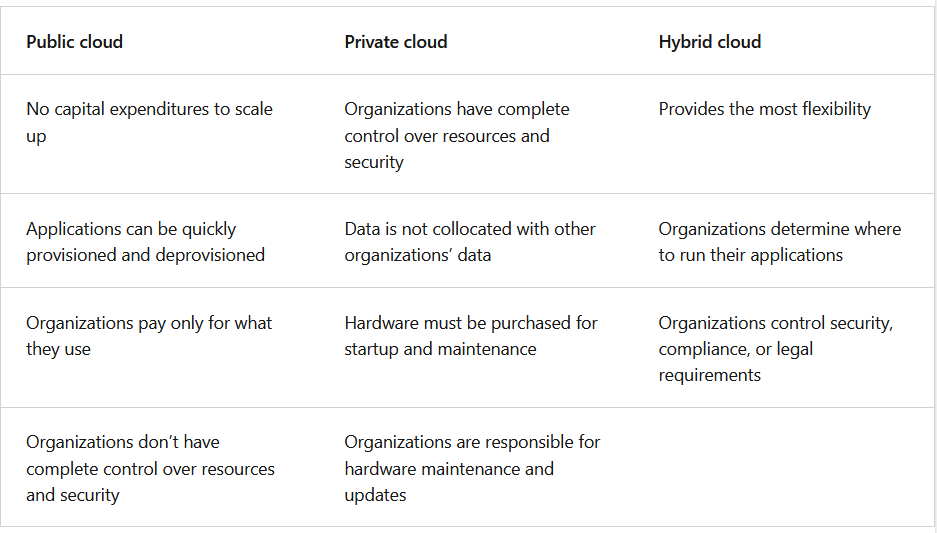 Public cloud
Private cloud
Hybrid cloud
No capital expenditures to scale
up
Organizations have complete
control over resources and
security
Provides the most flexibility
Applications can be quickly
provisioned and deprovisioned
Data is not collocated with other
organizations’ data
Organizations determine where
to run their applications
Organizations pay only for what
they use
Hardware must be purchased for
startup and maintenance
Organizations control security,
compliance, or legal
requirements
Organizations don’t have
complete control over resources
and security
Organizations are responsible for
hardware maintenance and
updates